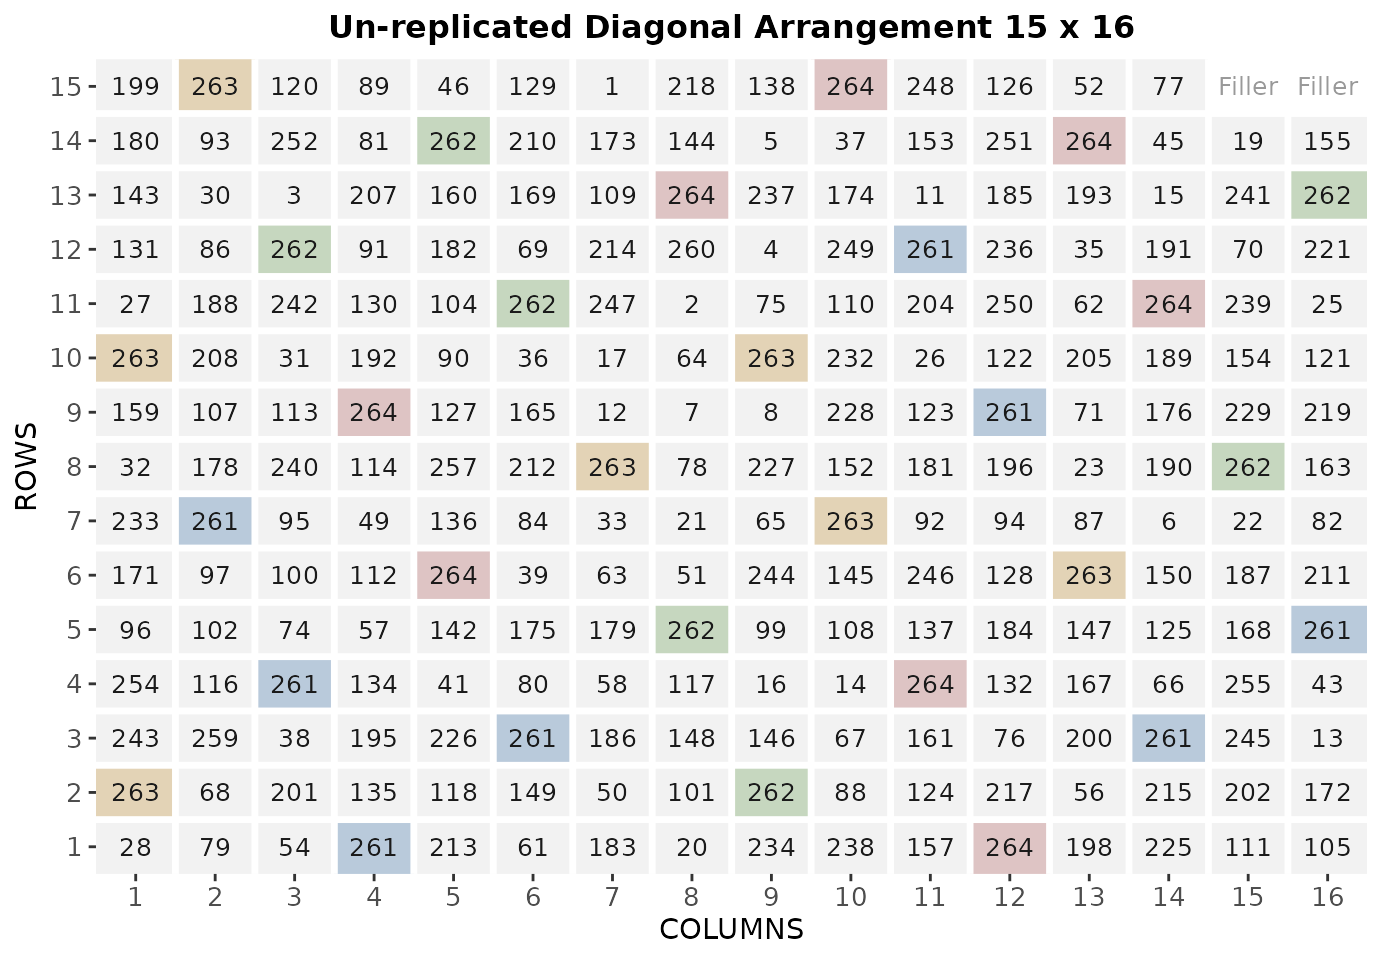 Un-replicated Diagonal Arrangement 15 x 16
15 199 263 120 89 46 129 1 218 138 264 248 126 52 77 Filler Filler
14 180 93 252 81 262 210 173 144 5 37 153 251 264 45 19 155
13 143 30 3 207 160 169 109 264 237 174 11 185 193 15 241 262
12 131 86 262 91 182 69 214 260 4 249 261 236 35 191 70 221
11 27 188 242 130 104 262 247 2 75 110 204 250 62 264 239 25
10 263 208 31 192 90 36 17 64 263 232 26 122 205 189 154 121
9 159 107 113 264 127 165 12 7 8 228 123 261 71 176 229 219
8 32 178 240 114 257 212 263 78 227 152 181 196 23 190 262 163
7 233 261 95 49 136 84 33 21 65 263 92 94 87 6 22 82
6 171 97 100 112 264 39 63 51 244 145 246 128 263 150 187 211
5 96 102 74 57 142 175 179 262 99 108 137 184 147 125 168 261
4 254 116 261 134 41 80 58 117 16 14 264 132 167 66 255 43
3 243 259 38 195 226 261 186 148 146 67 161 76 200 261 245 13
2 263 68 201 135 118 149 50 101 262 88 124 217 56 215 202 172
1 28 79 54 261 213 61 183 20 234 238 157 264 198 225 111 105
1 2 3 4 5 6 7 8 9 10 11 12 13 14 15 16
COLUMNS
ROWS